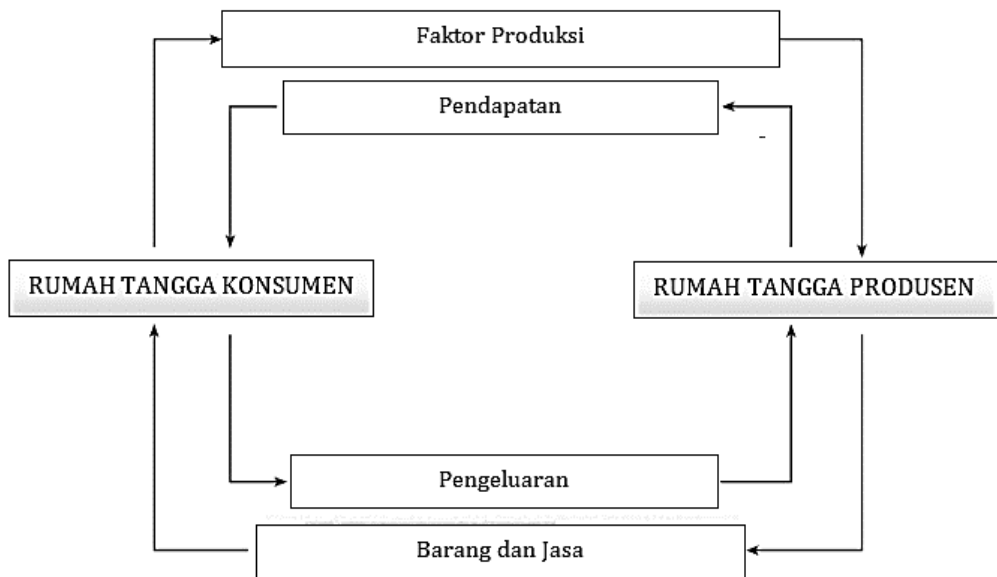 Faktor Produksi
Pendapatan
RUMAH TANGGA KONSUMEN
RUMAH TANGGA PRODUSEN
Pengeluaran
Barang dan Jasa